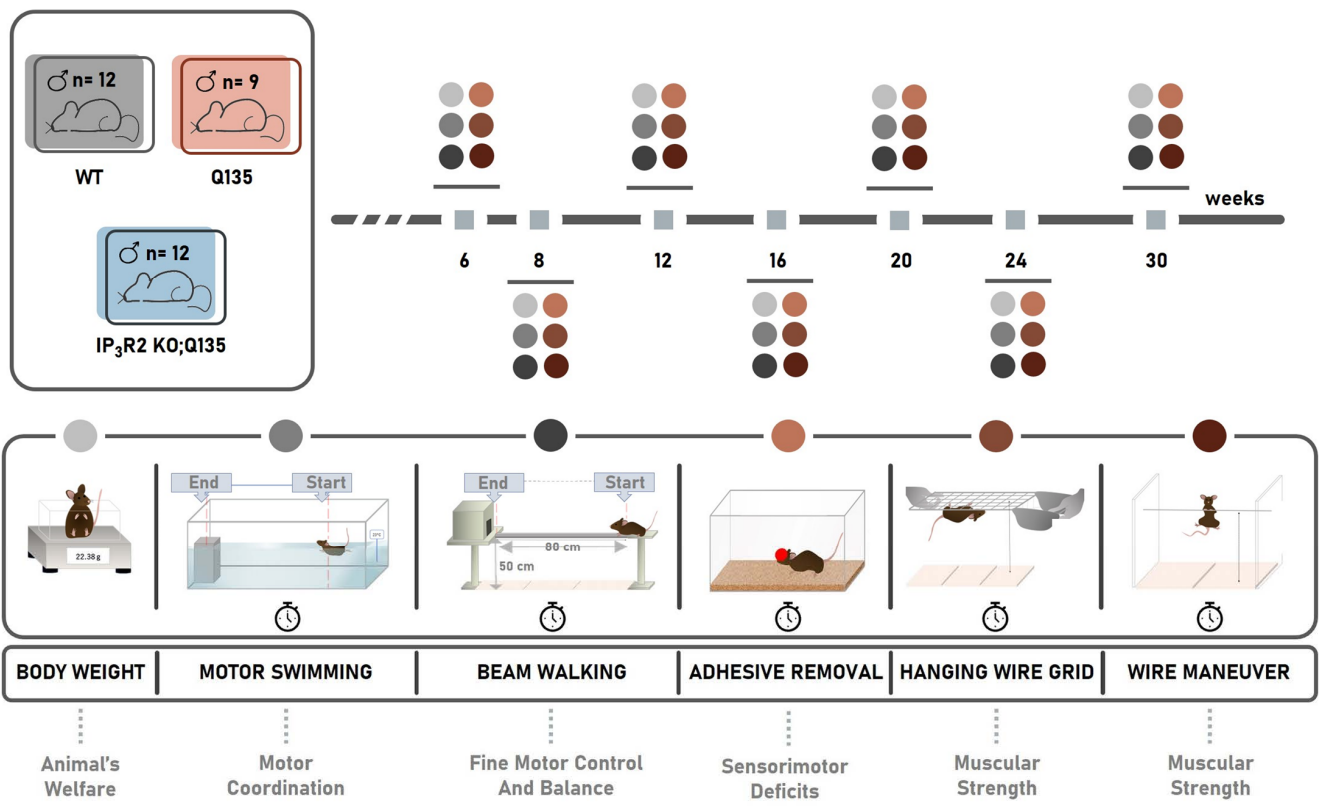 ♂ n= 12
♂ n= 9
WT
Q135
♂ n= 12
IP₃R2 KO;Q135
weeks
6
8
12
16
20
24
30
End
Start
End
Start
80 cm
50 cm
22.38 g
BODY WEIGHT
MOTOR SWIMMING
BEAM WALKING
ADHESIVE REMOVAL
HANGING WIRE GRID
WIRE MANEUVER
Animal's
Welfare
Motor
Coordination
Fine Motor Control
And Balance
Sensorimotor
Deficits
Muscular
Strength
Muscular
Strength